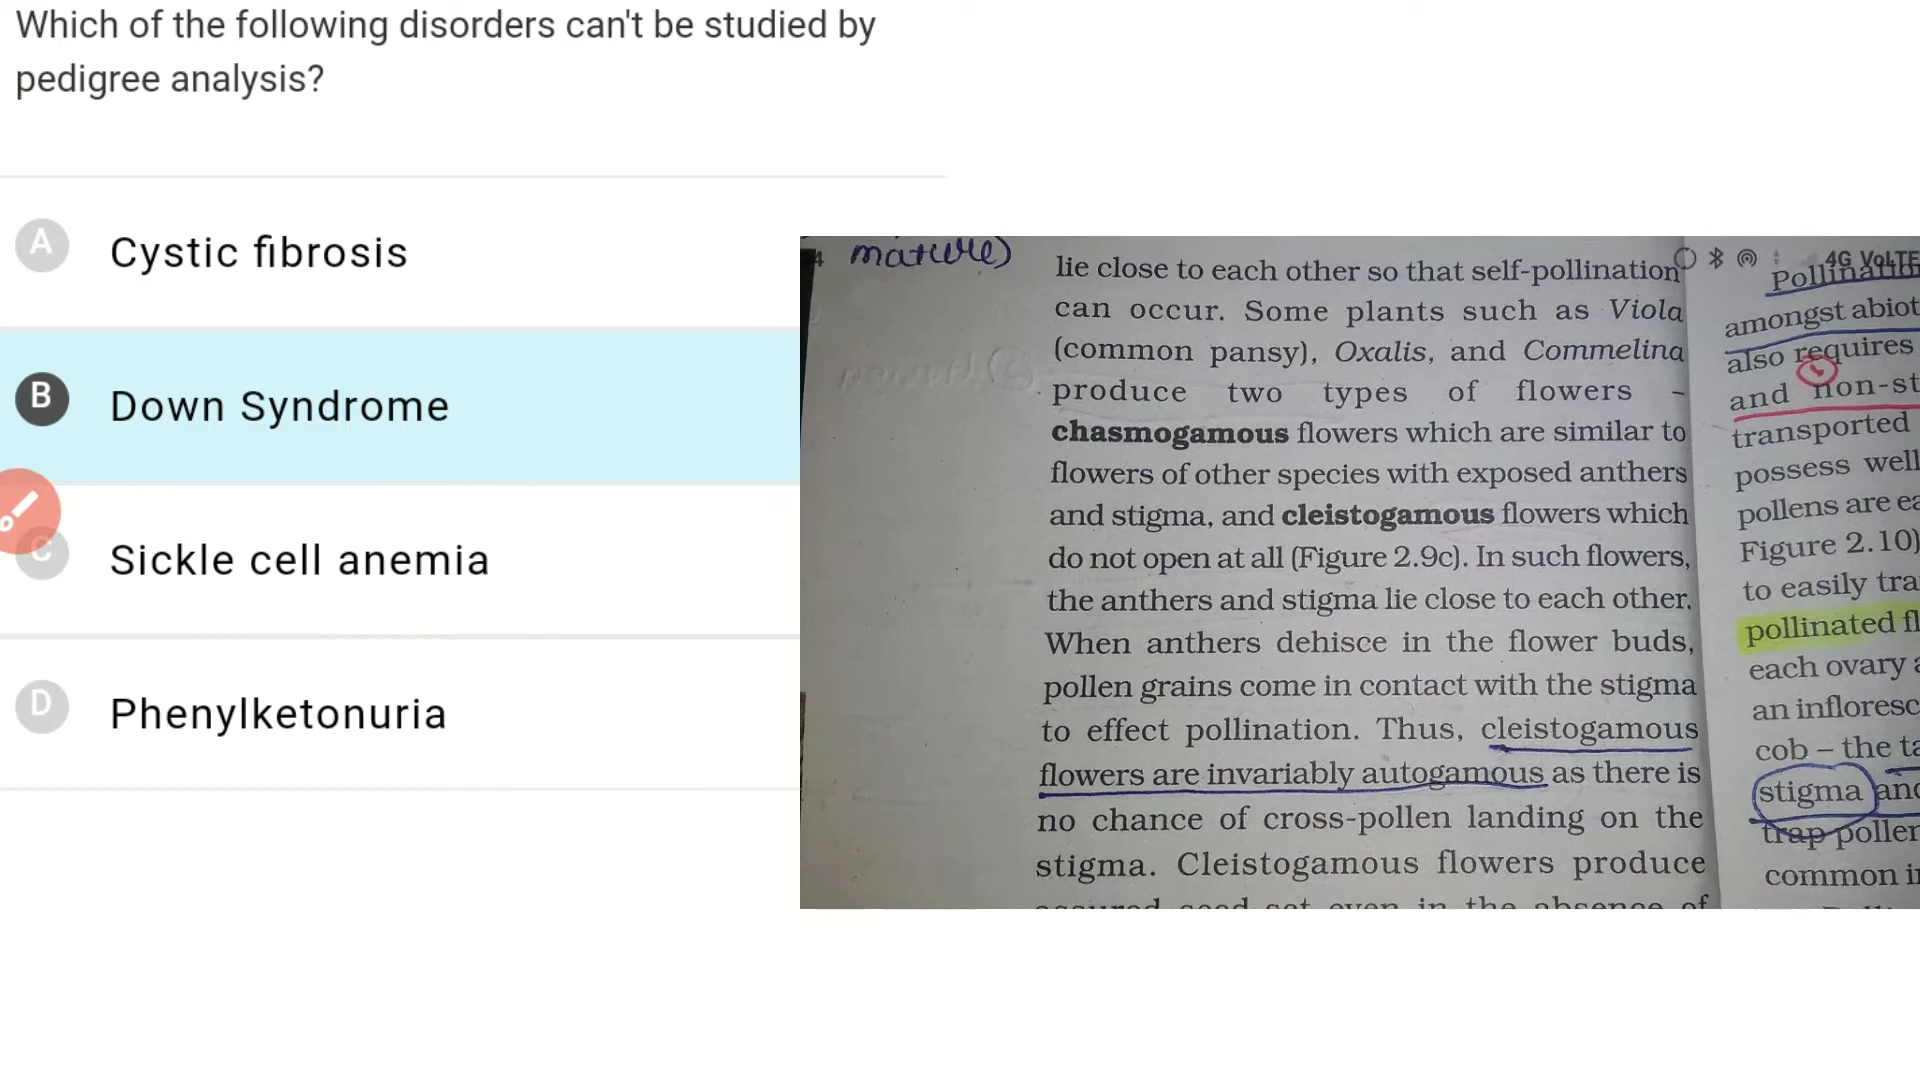 Which of the following disorders can't be studied by
pedigree analysis?
A Cystic fibrosis
B Down Syndrome
C Sickle cell anemia
D Phenylketonuria
mature)
lie close to each other so that self-pollination
can occur. Some plants such as Viola
(common pansy), Oxalis, and Commelina
produce two types of flowers –
chasmogamous flowers which are similar to
flowers of other species with exposed anthers
and stigma, and cleistogamous flowers which
do not open at all (Figure 2.9c). In such flowers,
the anthers and stigma lie close to each other.
When anthers dehisce in the flower buds,
pollen grains come in contact with the stigma
to effect pollination. Thus, cleistogamous
flowers are invariably autogamous as there is
no chance of cross-pollen landing on the
stigma. Cleistogamous flowers produce
4G VoLTE
Pollination
amongst abiot
also requires
and non-st
transported
possess well
pollens are ea
Figure 2.10)
to easily tra
pollinated fl
each ovary a
an infloresc
cob – the ta
stigma and
trap pollen
common in